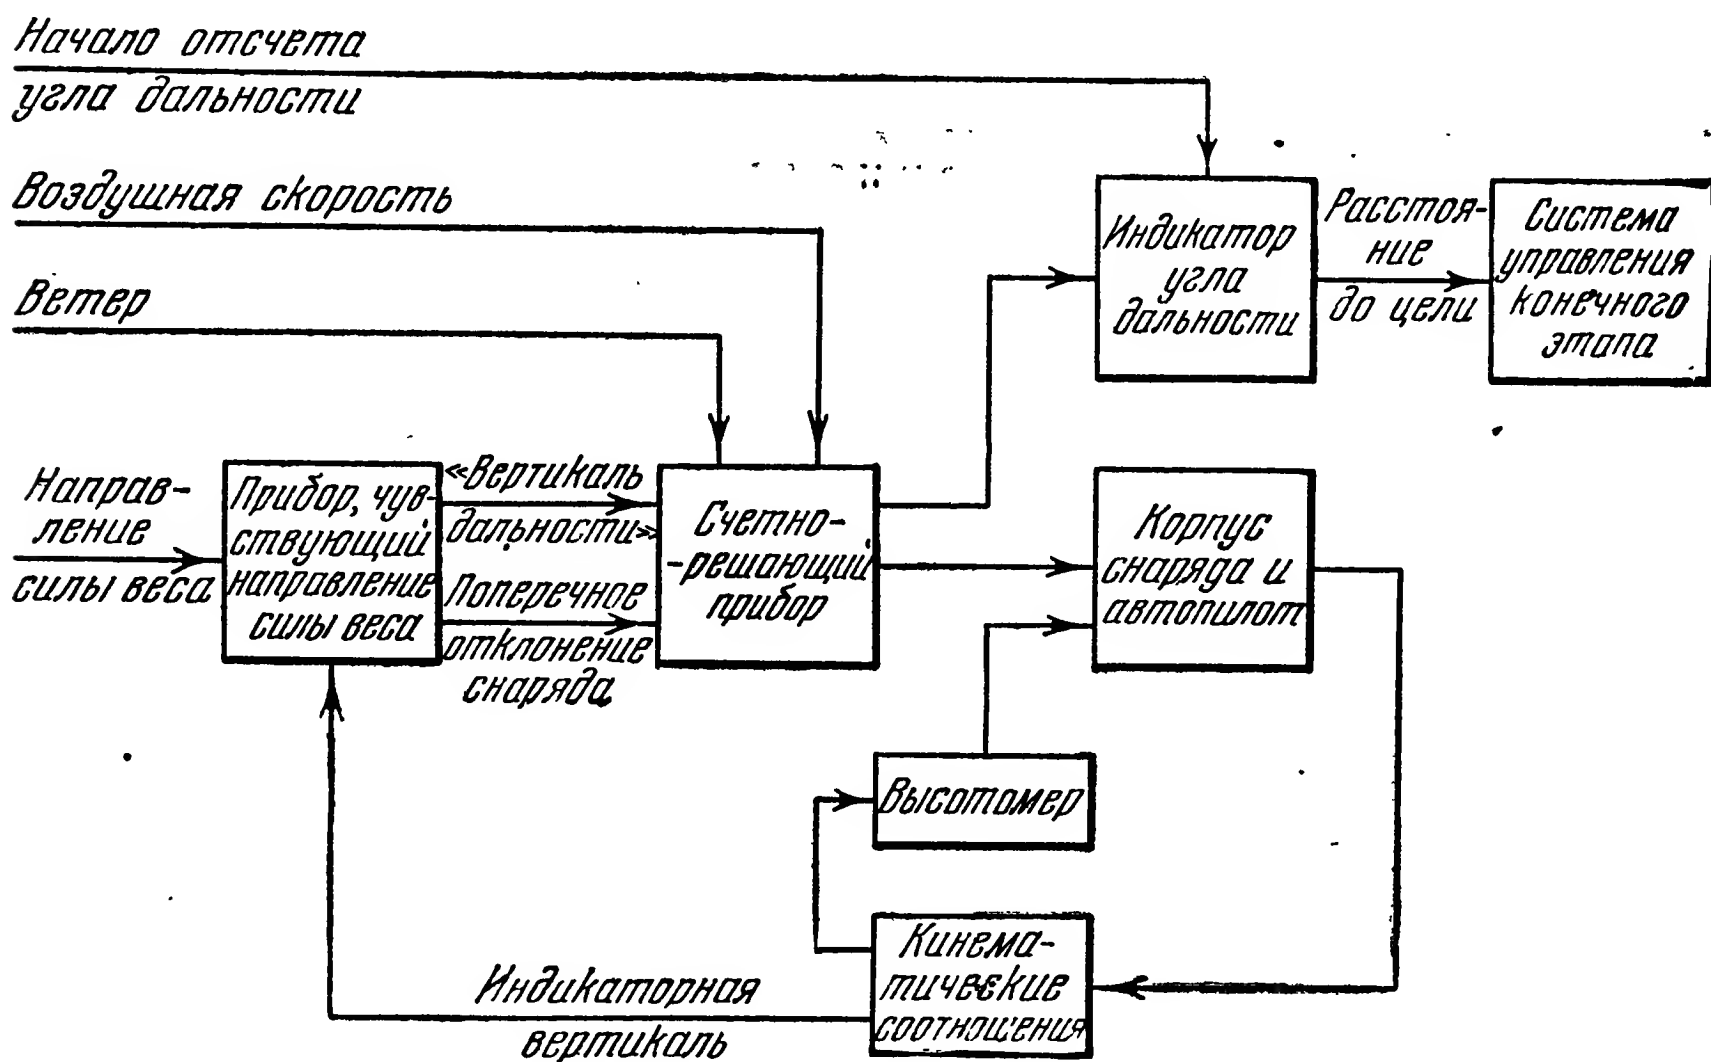 Начало отсчета
угла дальности
Воздушная скорость
Ветер
Направ-
ление
силы веса
Прибор, чув-
ствующий
направление
силы веса
«Вертикаль
дальности»
Поперечное
отклонение
снаряда
Счетно-
-решающий
прибор
Индикатор
угла
дальности
Расстоя-
ние
до цели
Система
управления
конечного
этапа
Корпус
снаряда и
автопилот
Высотомер
Кинема-
тические
соотношения
Индикаторная
вертикаль